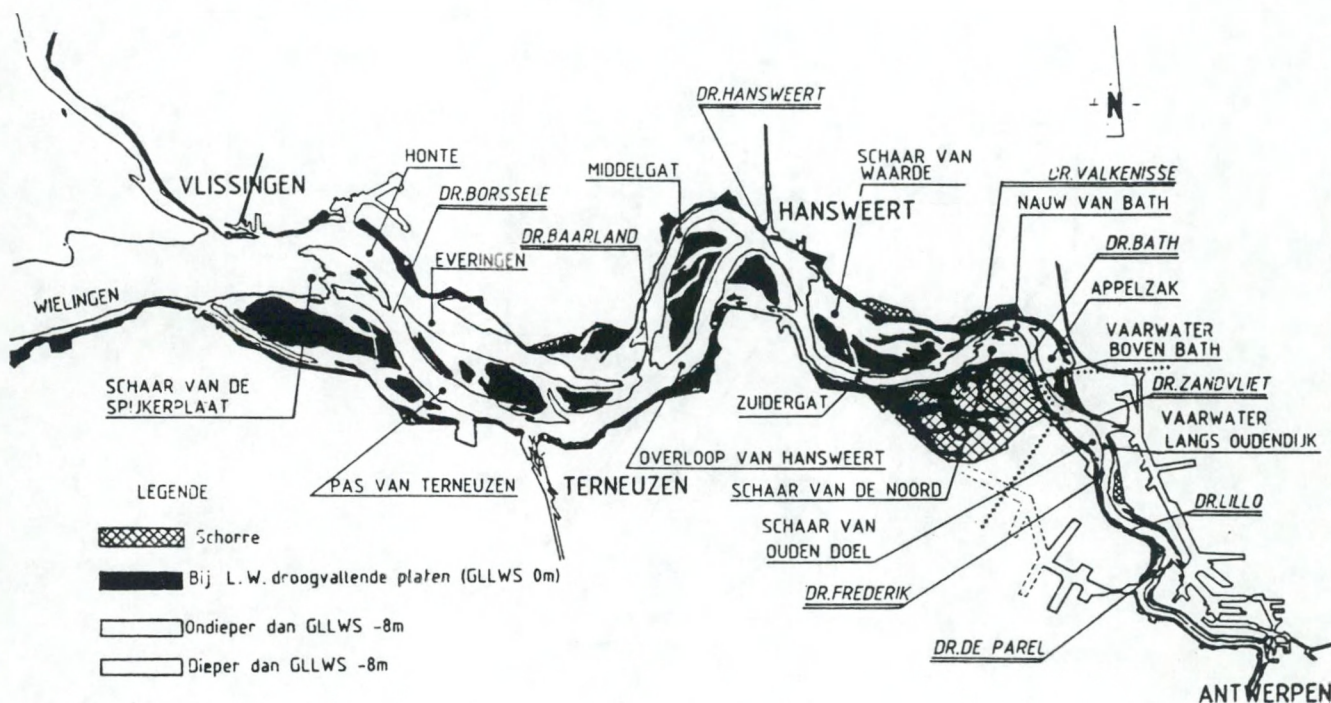 N
DR.HANSWEERT
HONTE
SCHAAR VAN
WAARDE
VLISSINGEN
MIDDELGAT
DR.VALKENISSE
DR.BORSSELE
NAUW VAN BATH
HANSWEERT
DR.BAARLAND
DR.BATH
EVERINGEN
APPELZAK
WIELINGEN
VAARWATER
BOVEN BATH
DR.ZANDVLIET
SCHAAR VAN DE
SPIJKERPLAAT
ZUIDERGAT
VAARWATER
LANGS OUDENDIJK
OVERLOOP VAN HANSWEERT
PAS VAN TERNEUZEN
TERNEUZEN
SCHAAR VAN DE NOORD
LEGENDE
DR.LILLO
SCHAAR VAN
OUDEN DOEL
Schorre
Bij L.W. droogvallende platen (GLLWS 0m)
DR.FREDERIK
Ondieper dan GLLWS -8m
DR.DE PAREL
Dieper dan GLLWS -8m
ANTWERPEN